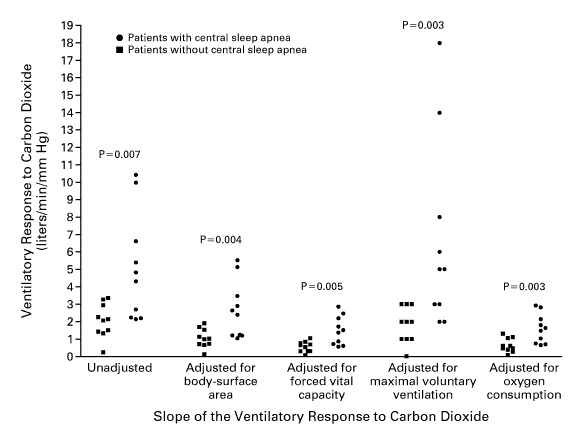 Ventilatory Response to Carbon Dioxide
(liters/min/mm Hg)
19
18
17
16
15
14
13
12
11
10
9
8
7
6
5
4
3
2
1
0
Patients with central sleep apnea
Patients without central sleep apnea
P=0.007
P=0.004
P=0.005
P=0.003
P=0.003
Unadjusted
Adjusted for
body-surface
area
Adjusted for
forced vital
capacity
Adjusted for
maximal voluntary
ventilation
Adjusted for
oxygen
consumption
Slope of the Ventilatory Response to Carbon Dioxide